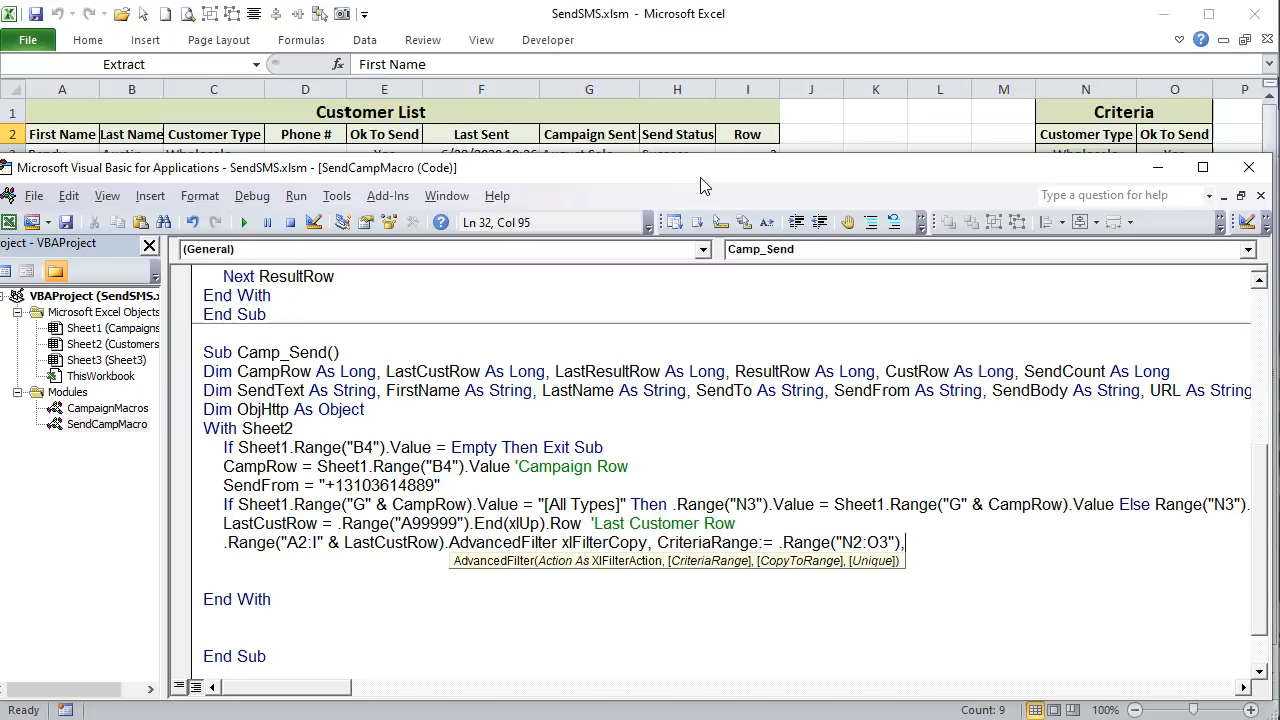 SendSMS.xlsm - Microsoft Excel
File Home Insert Page Layout Formulas Data Review View Developer
Extract fx First Name
A B C D E F G H I J K L M N O P
1 Customer List Criteria
2 First Name Last Name Customer Type Phone # Ok To Send Last Sent Campaign Sent Send Status Row Customer Type Ok To Send
Microsoft Visual Basic for Applications - SendSMS.xlsm - [SendCampMacro (Code)]
File Edit View Insert Format Debug Run Tools Add-Ins Window Help Type a question for help
Ln 32, Col 95
oject - VBAProject
(General) Camp_Send
VBAProject (SendSMS.x
Microsoft Excel Objects
Sheet1 (Campaigns
Sheet2 (Customers
Sheet3 (Sheet3)
ThisWorkbook
Modules
CampaignMacros
SendCampMacro
Next ResultRow
End With
End Sub
Sub Camp_Send()
Dim CampRow As Long, LastCustRow As Long, LastResultRow As Long, ResultRow As Long, CustRow As Long, SendCount As Long
Dim SendText As String, FirstName As String, LastName As String, SendTo As String, SendFrom As String, SendBody As String, URL As String
Dim ObjHttp As Object
With Sheet2
If Sheet1.Range("B4").Value = Empty Then Exit Sub
CampRow = Sheet1.Range("B4").Value 'Campaign Row
SendFrom = "+13103614889"
If Sheet1.Range("G" & CampRow).Value = "[All Types]" Then .Range("N3").Value = Sheet1.Range("G" & CampRow).Value Else Range("N3").
LastCustRow = .Range("A99999").End(xlUp).Row 'Last Customer Row
.Range("A2:I" & LastCustRow).AdvancedFilter xlFilterCopy, CriteriaRange:= .Range("N2:O3"),
AdvancedFilter(Action As XlFilterAction, [CriteriaRange], [CopyToRange], [Unique])
End With
End Sub
Ready Count: 9 100%